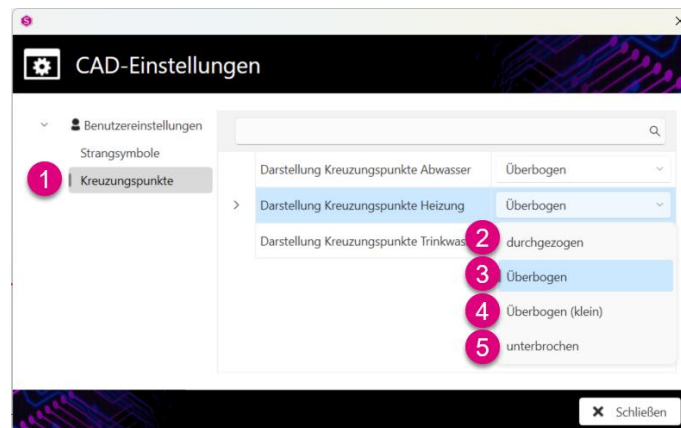 S
CAD-Einstellungen
Benutzereinstellungen
Strangsymbole
1 Kreuzungspunkte
Darstellung Kreuzungspunkte Abwasser Überbogen
Darstellung Kreuzungspunkte Heizung Überbogen
Darstellung Kreuzungspunkte Trinkwas
2 durchgezogen
3 Überbogen
4 Überbogen (klein)
5 unterbrochen
Schließen